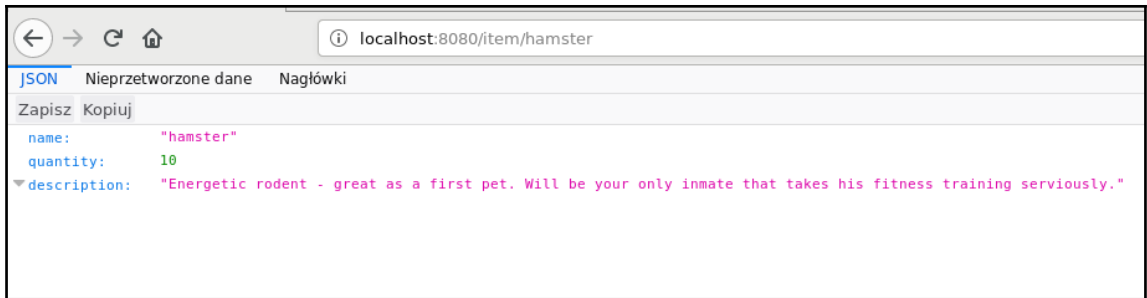 localhost:8080/item/hamster
JSON Nieprzetworzone dane Nagłówki
Zapisz Kopiuj
name: "hamster"
quantity: 10
description: "Energetic rodent - great as a first pet. Will be your only inmate that takes his fitness training serviously."